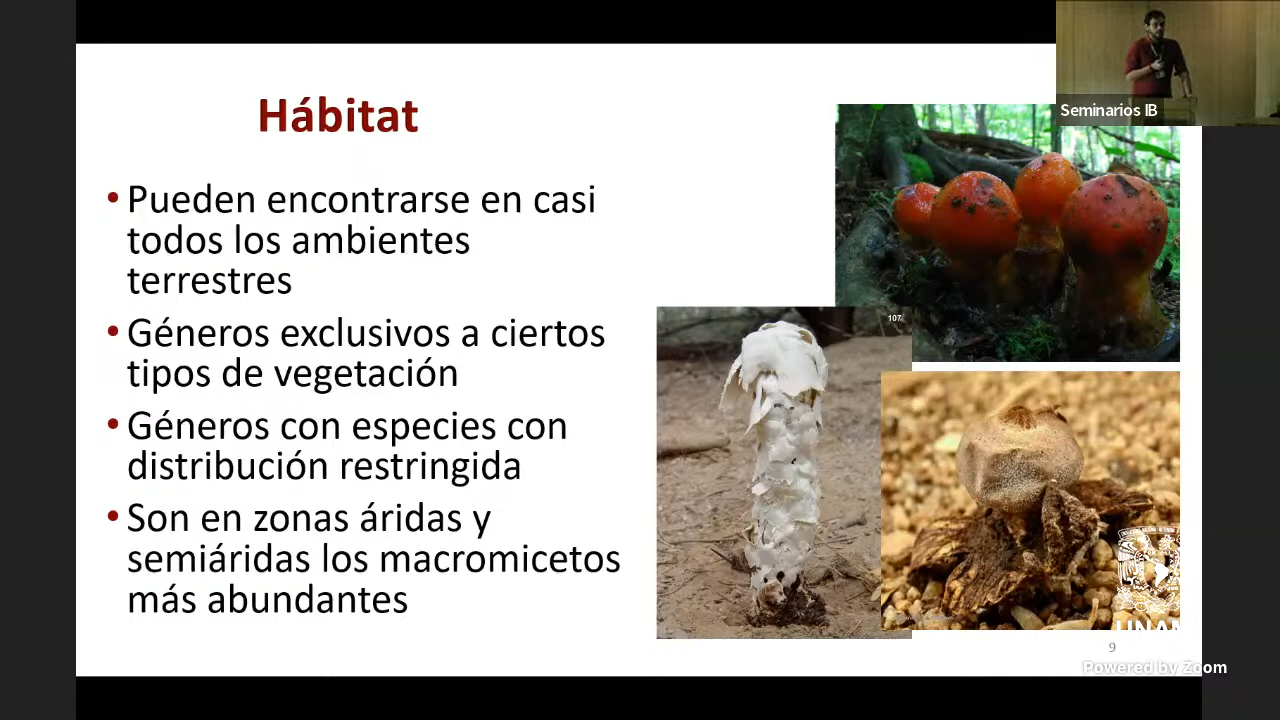 Hábitat
• Pueden encontrarse en casi
todos los ambientes
terrestres
• Géneros exclusivos a ciertos
tipos de vegetación
• Géneros con especies con
distribución restringida
• Son en zonas áridas y
semiáridas los macromicetos
más abundantes
Seminarios IB
107
UNAM
9
Powered by Zoom